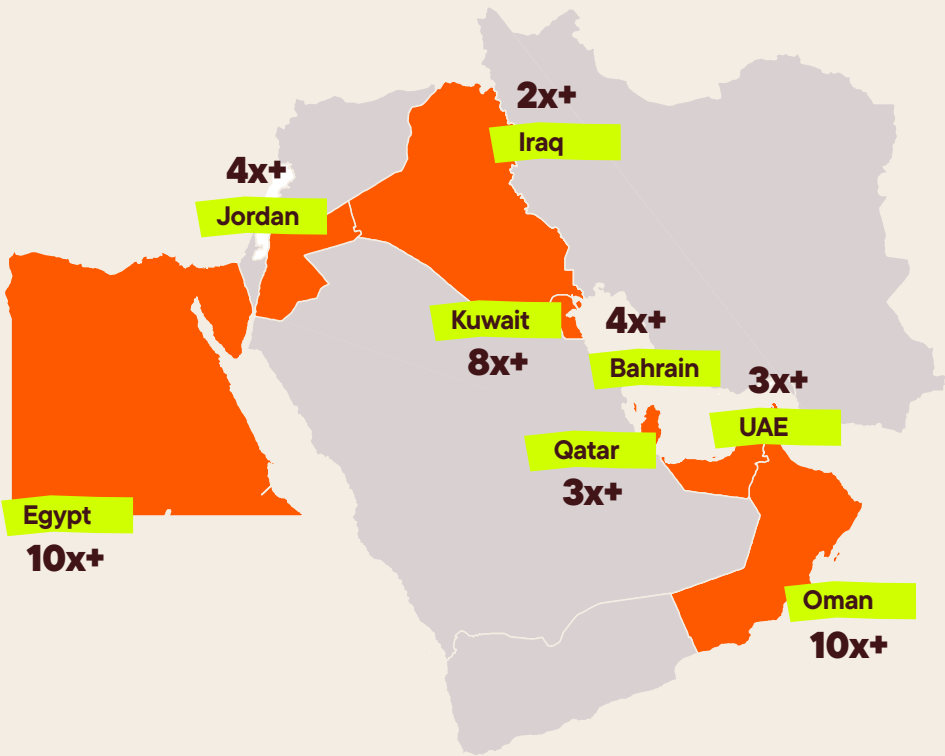 2x+
Iraq
4x+
Jordan
Kuwait
8x+
4x+
Bahrain
3x+
UAE
Qatar
3x+
Egypt
10x+
Oman
10x+